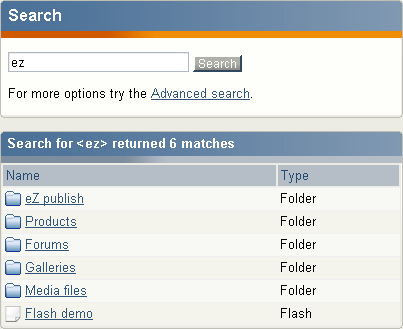 Search
ez Search
For more options try the Advanced search.
Search for <ez> returned 6 matches
Name Type
eZ publish Folder
Products Folder
Forums Folder
Galleries Folder
Media files Folder
Flash demo Flash